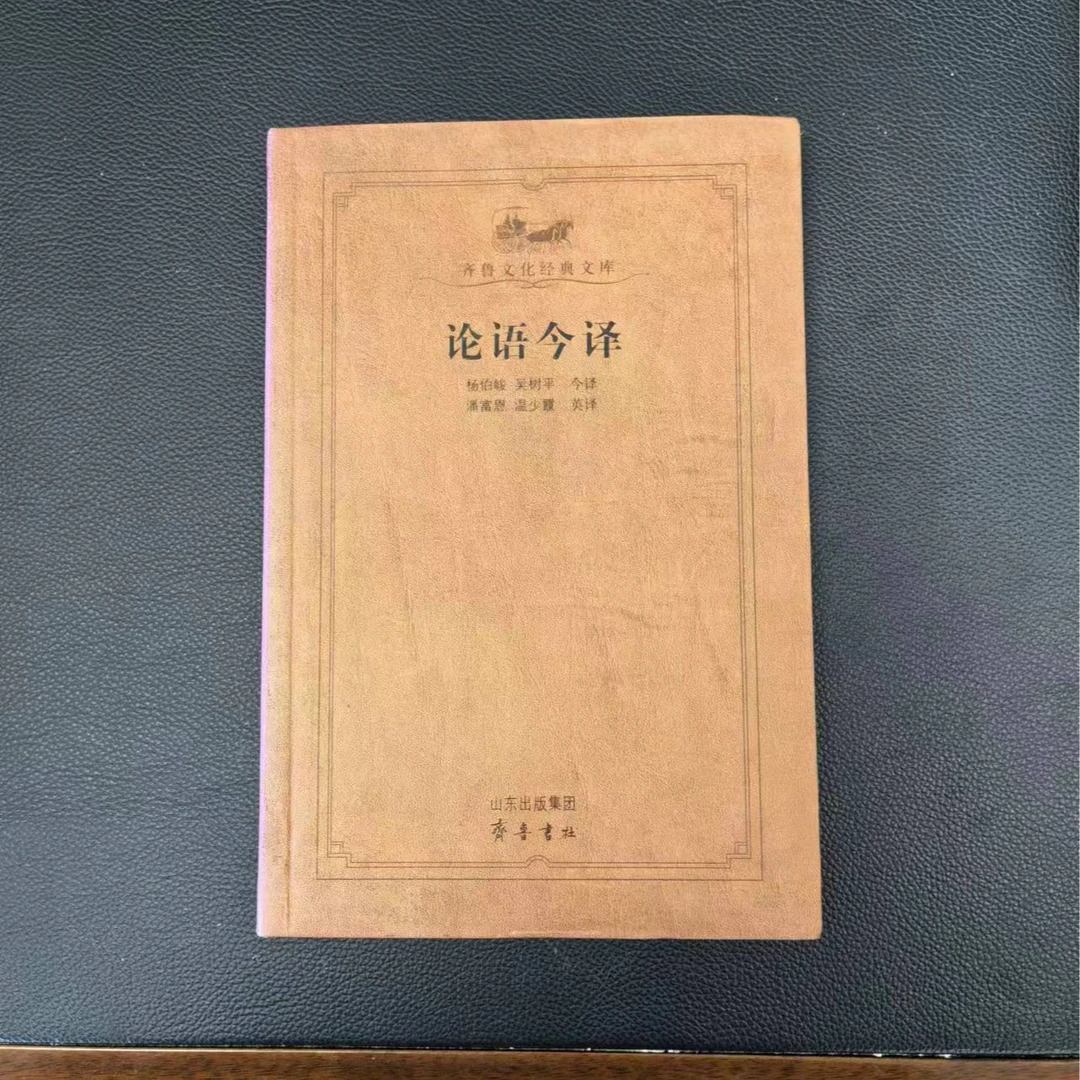 齐鲁文化经典文库
论语今译
杨伯峻 吴树平 今译
潘富恩 温少霞 英译
山东出版集团
齊魯書社